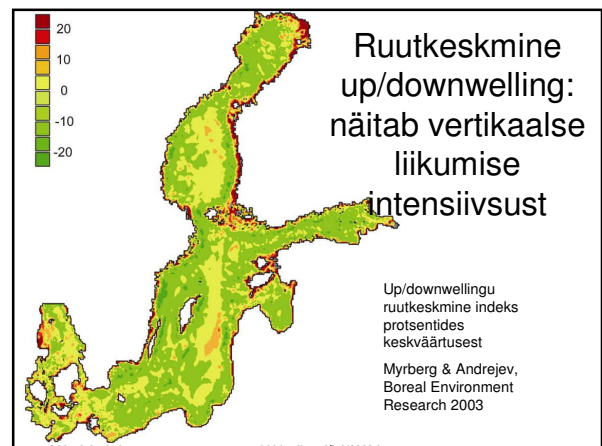 Ruutkeskmine
up/downwelling:
näitab vertikaalse
liikumise
intensiivsust
20
10
0
-10
-20
Up/downwellingu
ruutkeskmine indeks
protsentides
keskväärtusest
Myrberg & Andrejev,
Boreal Environment
Research 2003